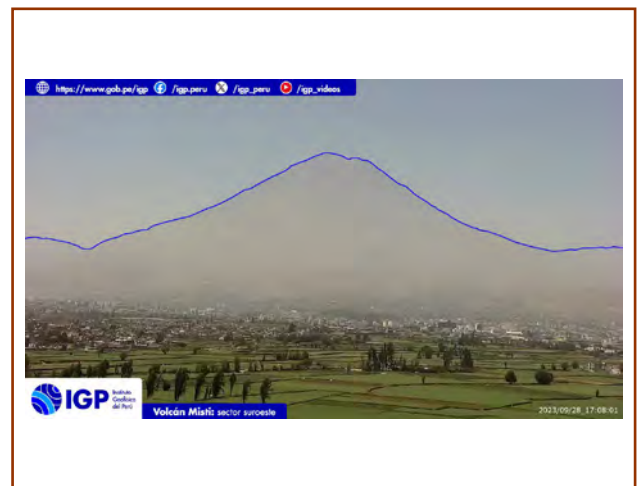 https://www.gob.pe/igp /igp.peru /igp_peru /igp_videos
IGP Instituto
Geofísico
del Perú
Volcán Misti: sector suroeste
2023/09/28_17:08:01